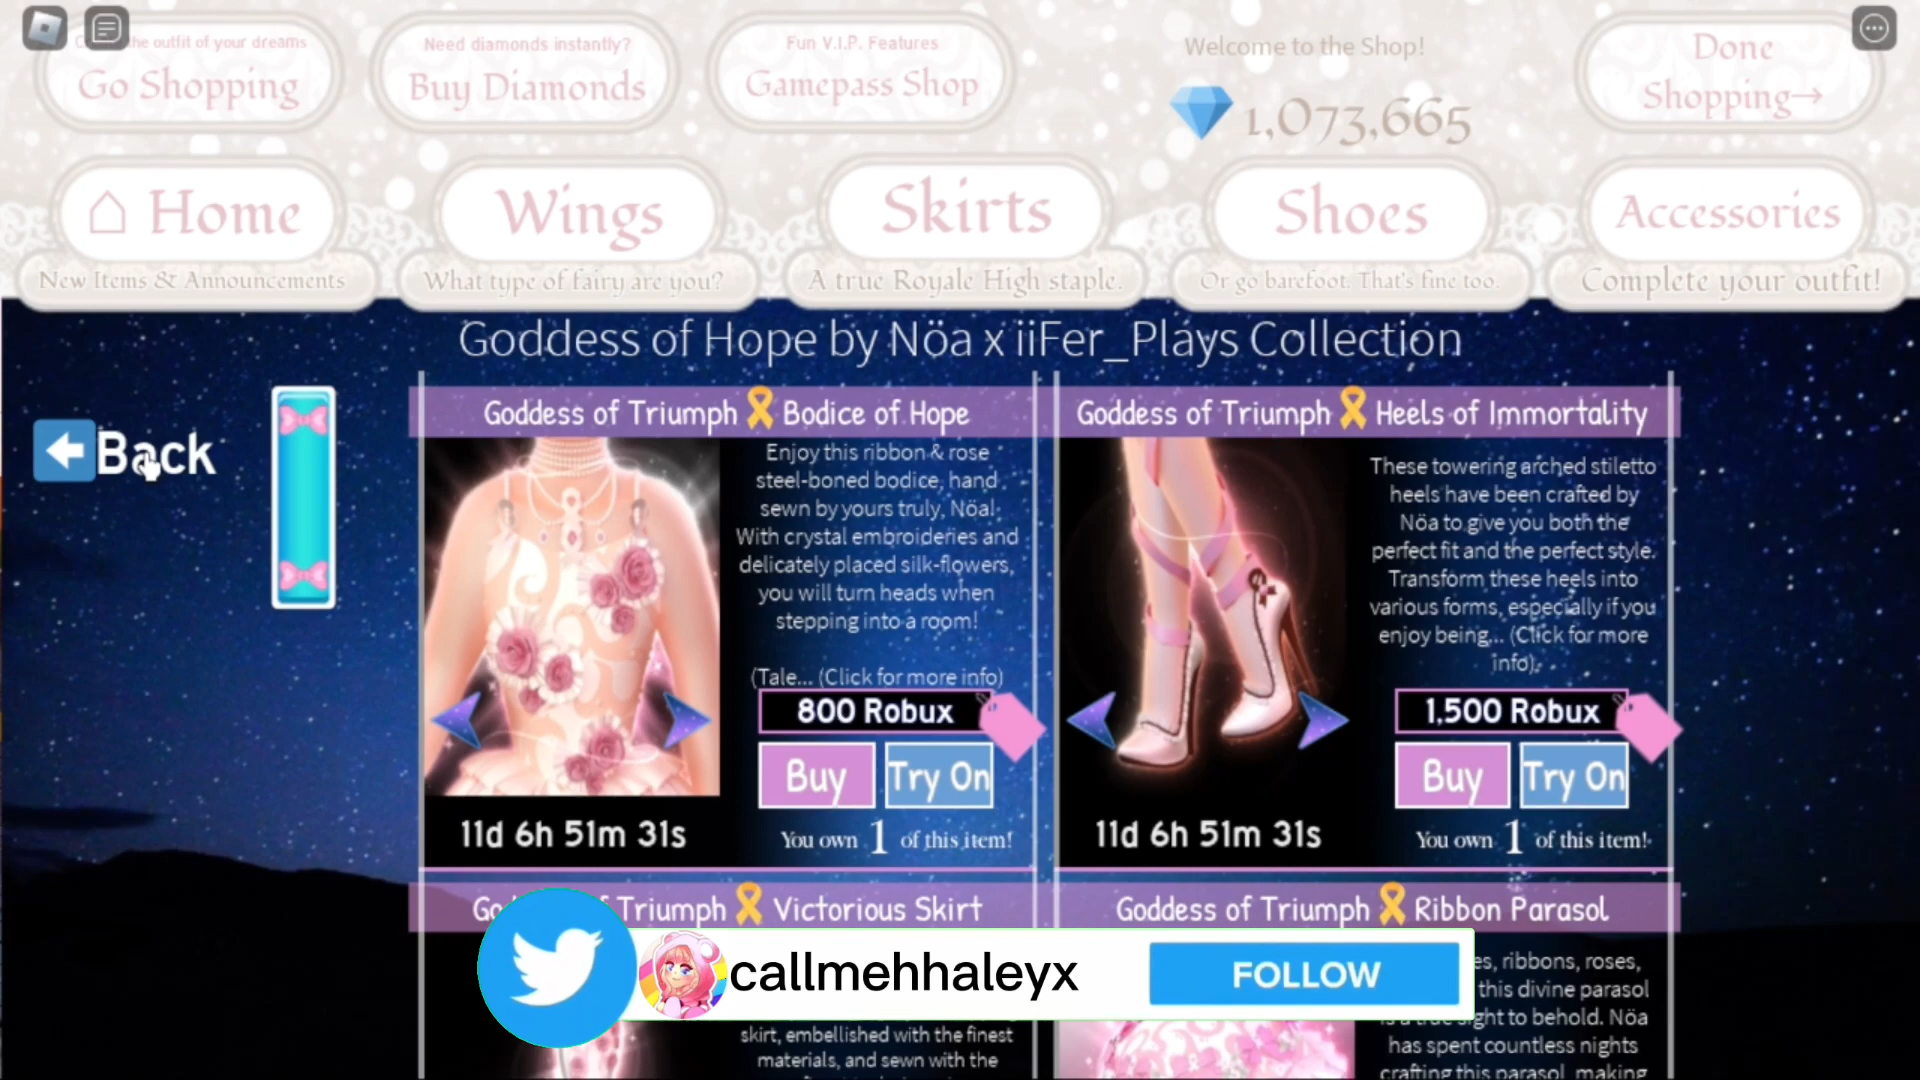 the outfit of your dreams
Go Shopping
Need diamonds instantly?
Buy Diamonds
Fun V.I.P. Features
Gamepass Shop
Welcome to the Shop!
1,073,665
Done
Shopping→
Home
New Items & Announcements
Wings
What type of fairy are you?
Skirts
A true Royale High staple.
Shoes
Or go barefoot. That's fine too.
Accessories
Complete your outfit!
Goddess of Hope by Nöa x iiFer_Plays Collection
Back
Goddess of Triumph 🎗 Bodice of Hope
Enjoy this ribbon & rose
steel-boned bodice, hand
sewn by yours truly, Nöa!
With crystal embroideries and
delicately placed silk-flowers,
you will turn heads when
stepping into a room!
(Tale... (Click for more info)
800 Robux
Buy
Try On
11d 6h 51m 31s
You own 1 of this item!
Goddess of Triumph 🎗 Heels of Immortality
These towering arched stiletto
heels have been crafted by
Nöa to give you both the
perfect fit and the perfect style.
Transform these heels into
various forms, especially if you
enjoy being... (Click for more
info)
1,500 Robux
Buy
Try On
11d 6h 51m 31s
You own 1 of this item!
Go Triumph 🎗 Victorious Skirt
skirt, embellished with the finest
materials, and sewn with the
Goddess of Triumph 🎗 Ribbon Parasol
es, ribbons, roses,
this divine parasol
is a true sight to behold. Nöa
has spent countless nights
crafting this parasol, making
callmehhaleyx
FOLLOW